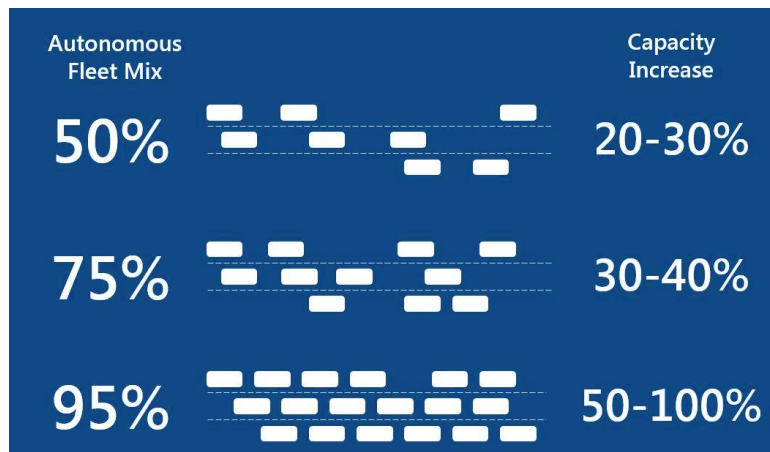 Autonomous
Fleet Mix
Capacity
Increase
50%
20-30%
75%
30-40%
95%
50-100%